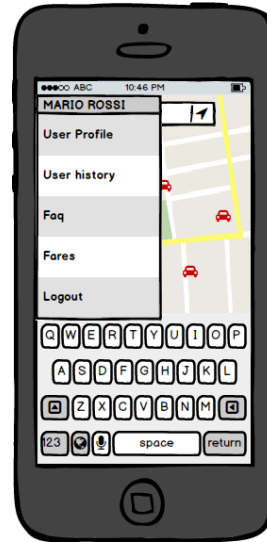 ABC 10:46 PM
MARIO ROSSI
User Profile
User history
Faq
Fares
Logout
Q W E R T Y U I O P
A S D F G H J K L
Z X C V B N M
123 space return